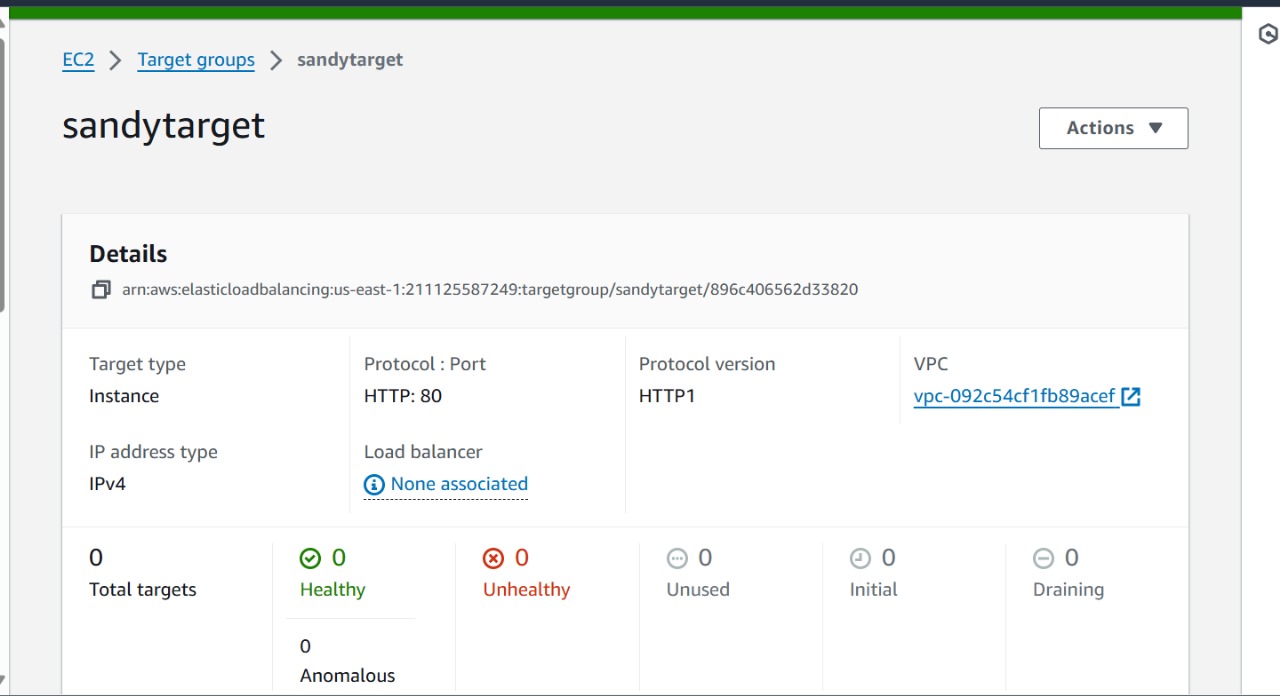 EC2 > Target groups > sandytarget
sandytarget
Actions
Details
arn:aws:elasticloadbalancing:us-east-1:211125587249:targetgroup/sandytarget/896c406562d33820
Target type
Instance
Protocol : Port
HTTP: 80
Protocol version
HTTP1
VPC
vpc-092c54cf1fb89acef
IP address type
IPv4
Load balancer
None associated
0
Total targets
0
Healthy
0
Anomalous
0
Unhealthy
0
Unused
0
Initial
0
Draining